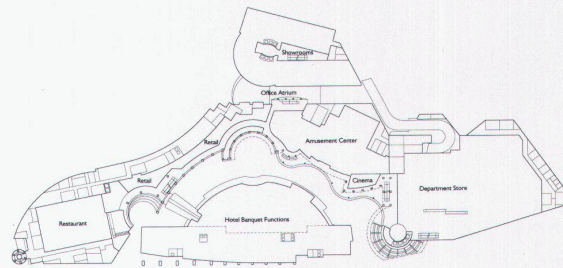 Showrooms
Office Atrium
Retail
Amusement Center
Retail
Cinema
Department Store
Restaurant
Hotel Banquet Functions